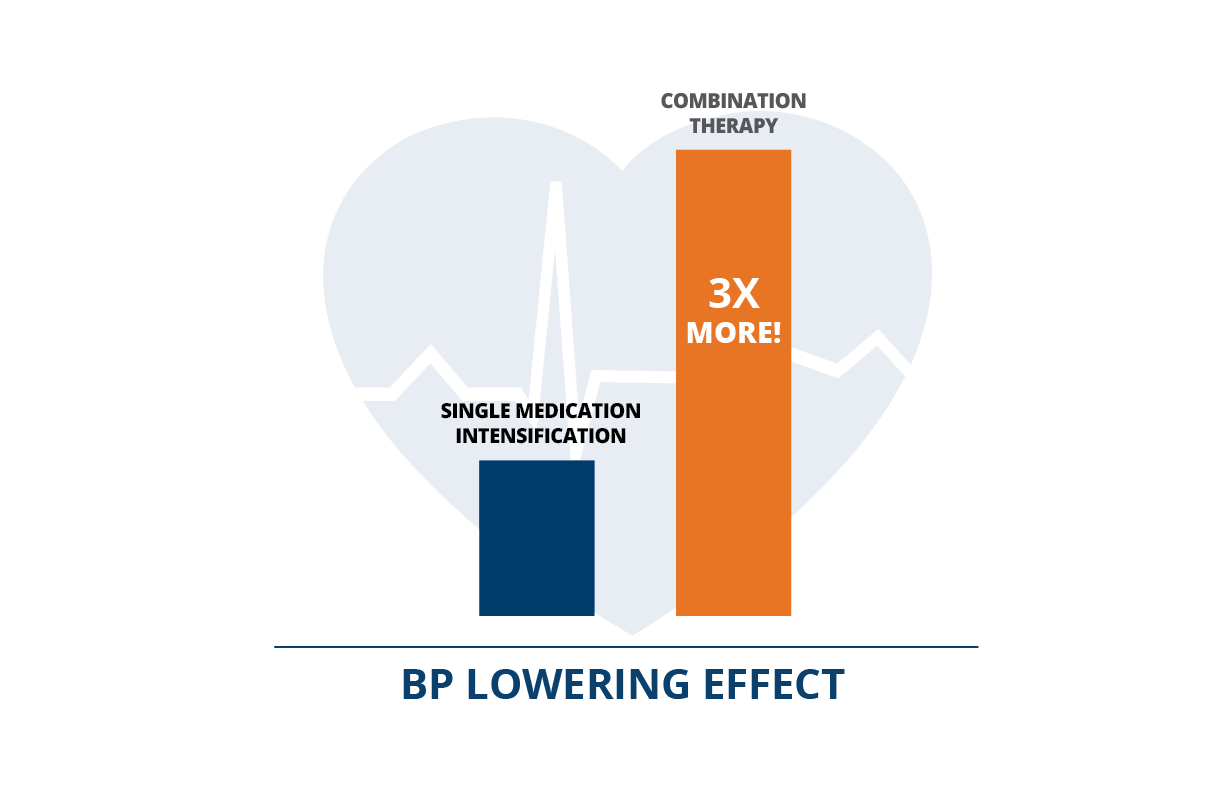 COMBINATION
THERAPY
3X
MORE!
SINGLE MEDICATION
INTENSIFICATION
BP LOWERING EFFECT